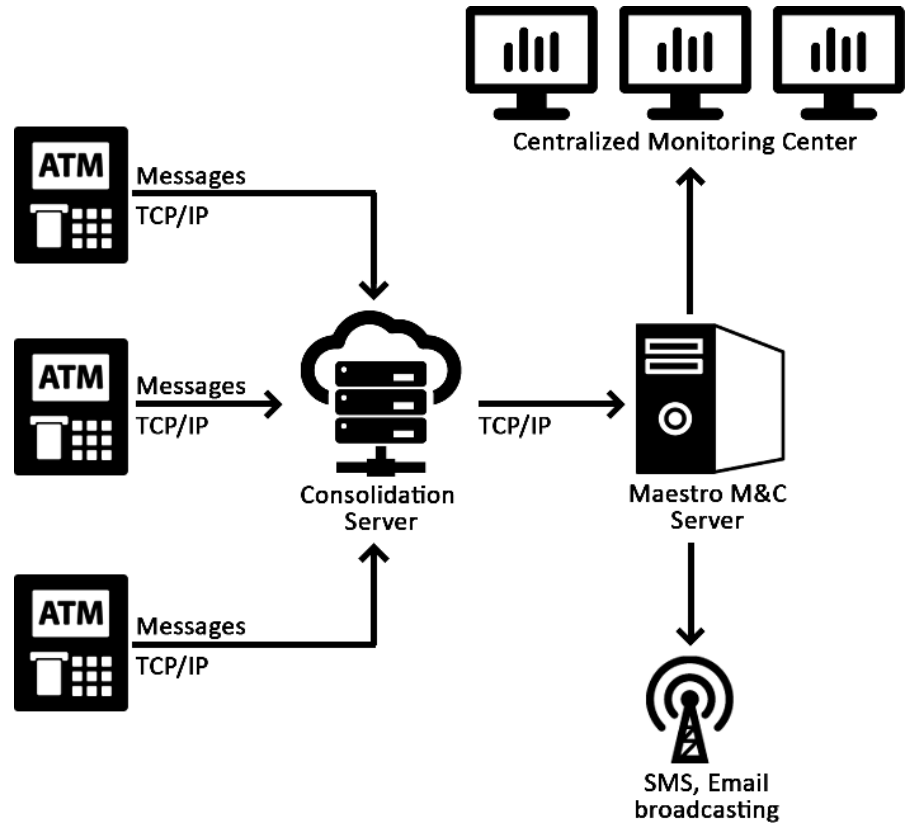 Centralized Monitoring Center
ATM
Messages
TCP/IP
ATM
Messages
TCP/IP
TCP/IP
Consolidation
Server
Maestro M&C
Server
ATM
Messages
TCP/IP
SMS, Email
broadcasting